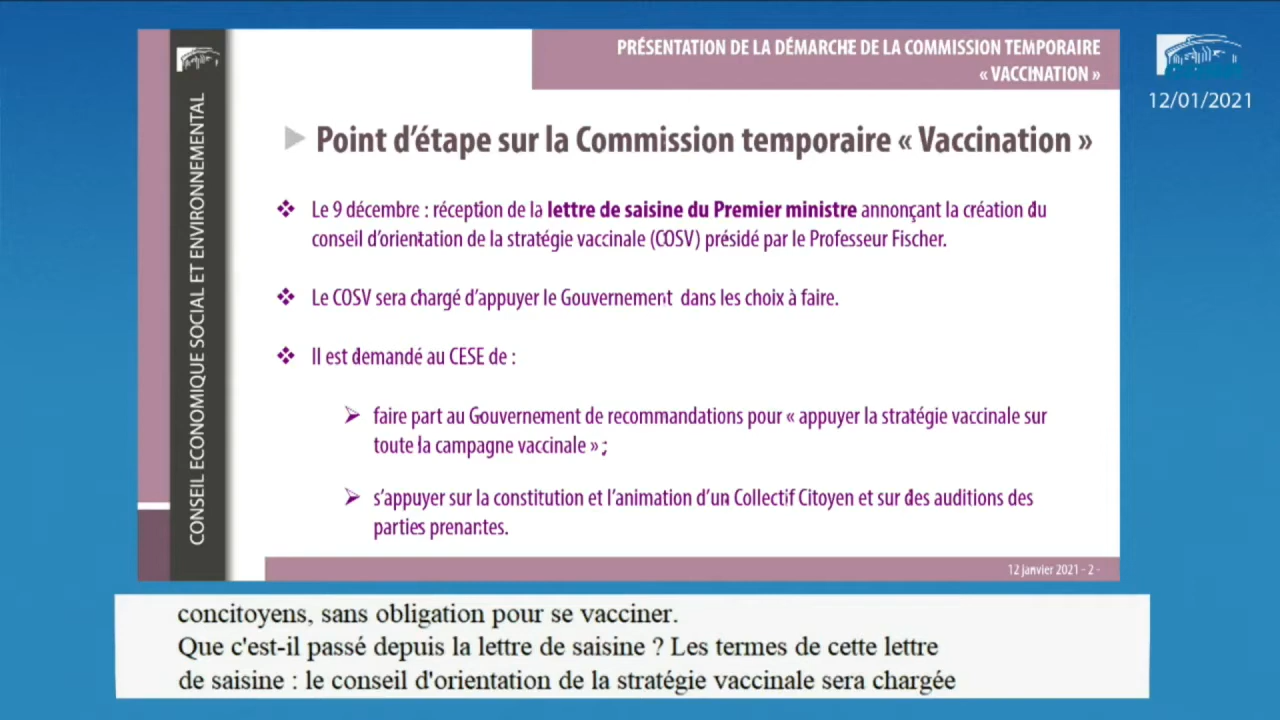 PRÉSENTATION DE LA DÉMARCHE DE LA COMMISSION TEMPORAIRE
« VACCINATION »
12/01/2021
CONSEIL ECONOMIQUE SOCIAL ET ENVIRONNEMENTAL
Point d'étape sur la Commission temporaire « Vaccination »
Le 9 décembre : réception de la lettre de saisine du Premier ministre annonçant la création du
conseil d'orientation de la stratégie vaccinale (COSV) présidé par le Professeur Fischer.
Le COSV sera chargé d'appuyer le Gouvernement dans les choix à faire.
Il est demandé au CESE de :
faire part au Gouvernement de recommandations pour « appuyer la stratégie vaccinale sur
toute la campagne vaccinale » ;
s'appuyer sur la constitution et l'animation d'un Collectif Citoyen et sur des auditions des
parties prenantes.
12 janvier 2021 - 2 -
concitoyens, sans obligation pour se vacciner.
Que c'est-il passé depuis la lettre de saisine ? Les termes de cette lettre
de saisine : le conseil d'orientation de la stratégie vaccinale sera chargée